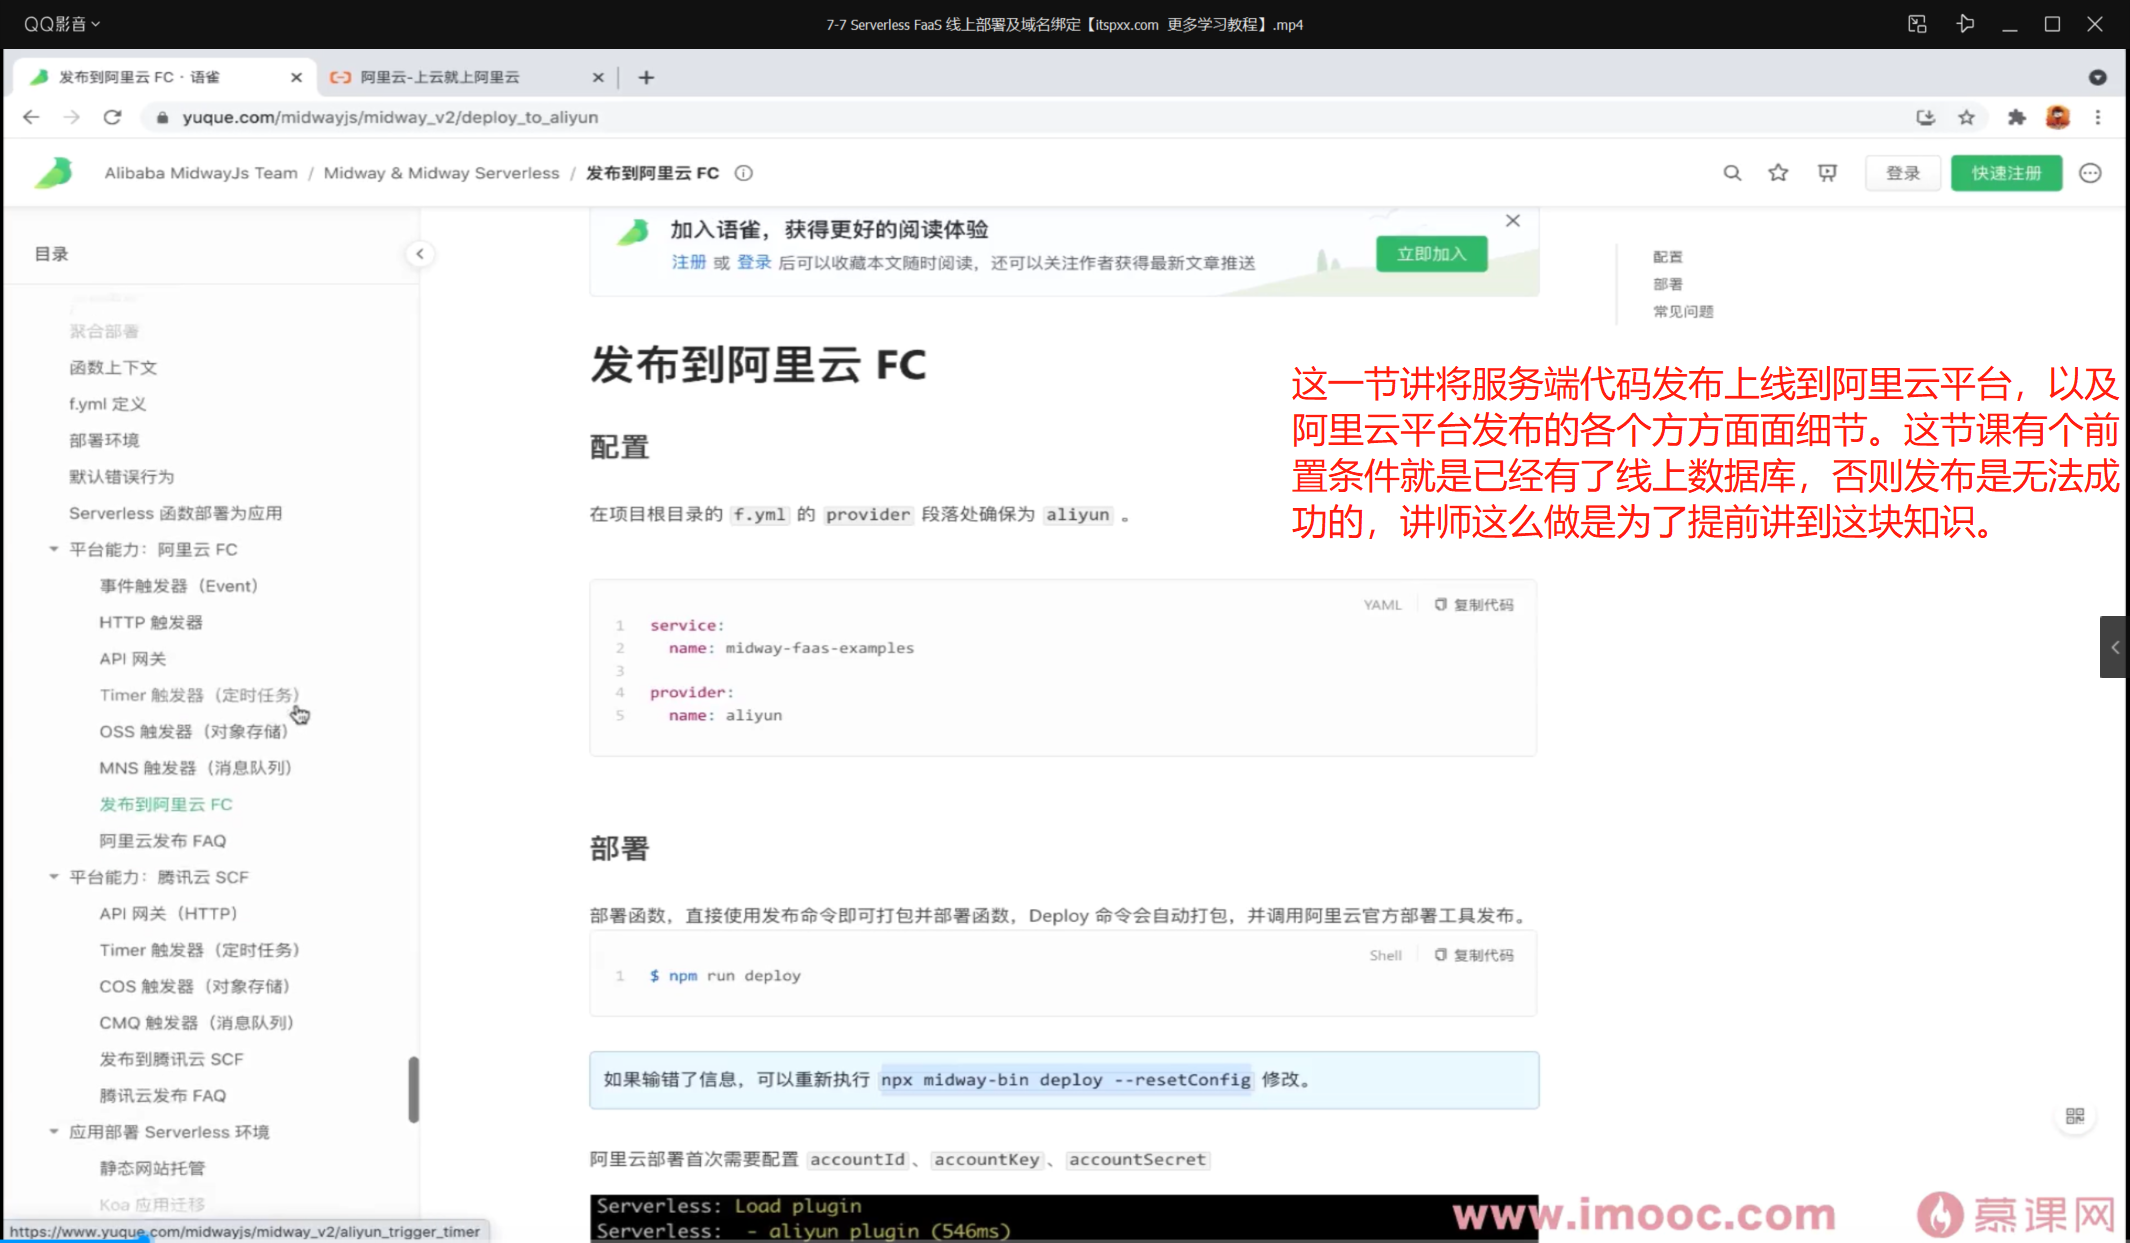 QQ影音
7-7 Serverless FaaS 线上部署及域名绑定【itspxx.com 更多学习教程】.mp4
发布到阿里云 FC · 语雀
阿里云-上云就上阿里云
yuque.com/midwayjs/midway_v2/deploy_to_aliyun
Alibaba MidwayJs Team / Midway & Midway Serverless / 发布到阿里云 FC
登录
快速注册
目录
聚合部署
函数上下文
f.yml 定义
部署环境
默认错误行为
Serverless 函数部署为应用
平台能力：阿里云 FC
事件触发器（Event）
HTTP 触发器
API 网关
Timer 触发器（定时任务）
OSS 触发器（对象存储）
MNS 触发器（消息队列）
发布到阿里云 FC
阿里云发布 FAQ
平台能力：腾讯云 SCF
API 网关（HTTP）
Timer 触发器（定时任务）
COS 触发器（对象存储）
CMQ 触发器（消息队列）
发布到腾讯云 SCF
腾讯云发布 FAQ
应用部署 Serverless 环境
静态网站托管
Koa 应用迁移
https://www.yuque.com/midwayjs/midway_v2/aliyun_trigger_timer
加入语雀，获得更好的阅读体验
注册 或 登录 后可以收藏本文随时阅读，还可以关注作者获得最新文章推送
立即加入
配置
部署
常见问题
发布到阿里云 FC
这一节讲将服务端代码发布上线到阿里云平台，以及
阿里云平台发布的各个方方面面细节。这节课有个前
置条件就是已经有了线上数据库，否则发布是无法成
功的，讲师这么做是为了提前讲到这块知识。
配置
在项目根目录的 f.yml 的 provider 段落处确保为 aliyun 。
YAML 复制代码
1 service:
2   name: midway-faas-examples
3
4 provider:
5   name: aliyun
部署
部署函数，直接使用发布命令即可打包并部署函数，Deploy 命令会自动打包，并调用阿里云官方部署工具发布。
Shell 复制代码
1 $ npm run deploy
如果输错了信息，可以重新执行 npx midway-bin deploy --resetConfig 修改。
阿里云部署首次需要配置 accountId 、 accountKey 、 accountSecret
Serverless: Load plugin
Serverless:  - aliyun plugin (546ms)
www.imooc.com
慕课网